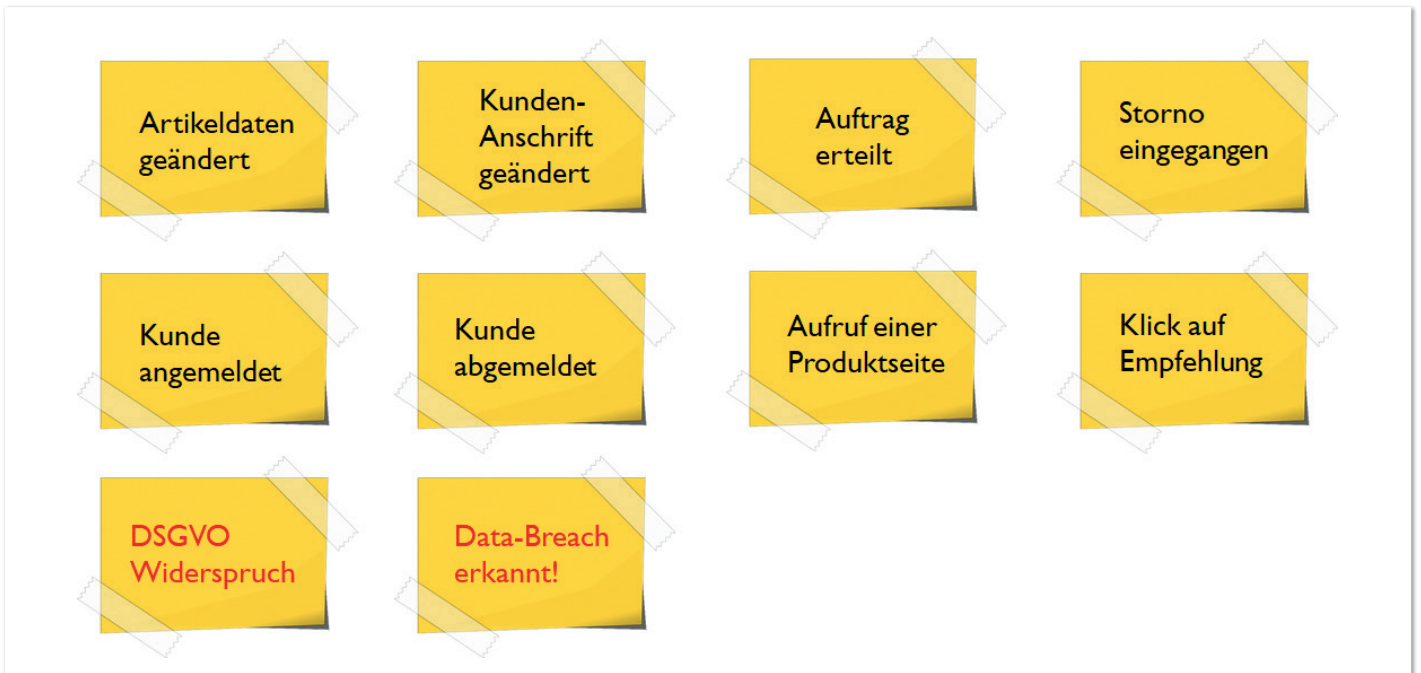 Artikeldaten
geändert
Kunden-
Anschrift
geändert
Auftrag
erteilt
Storno
eingegangen
Kunde
angemeldet
Kunde
abgemeldet
Aufruf einer
Produktseite
Klick auf
Empfehlung
DSGVO
Widerspruch
Data-Breach
erkannt!